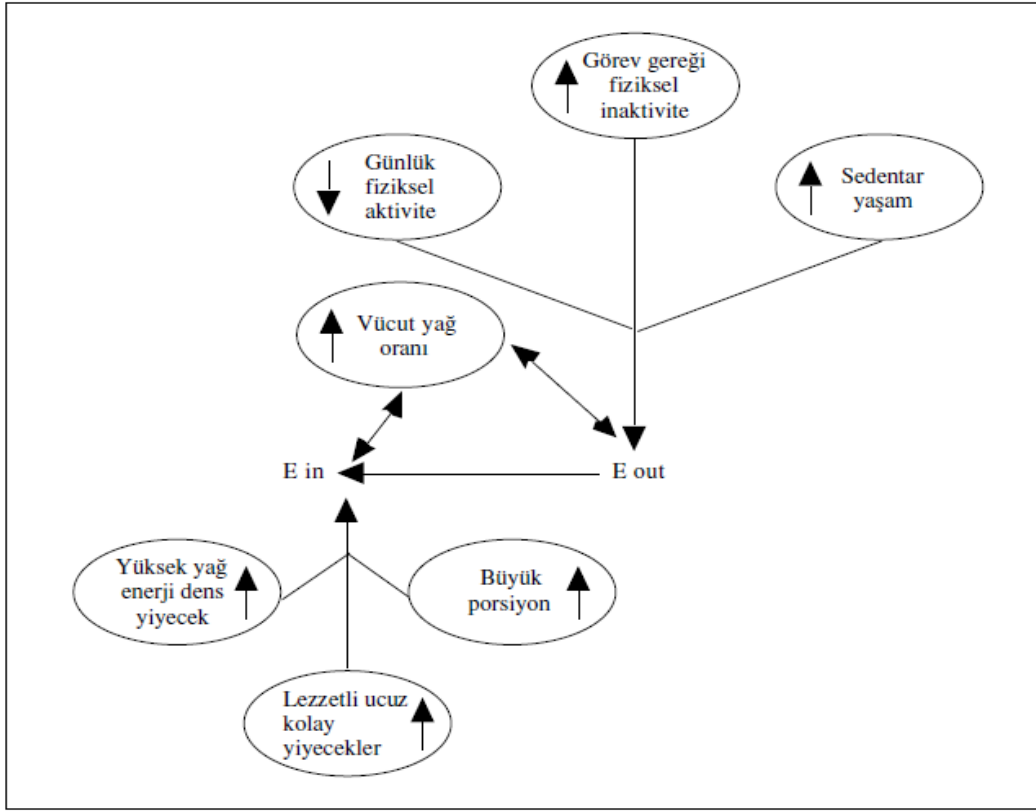 Görev gereği
fiziksel
inaktivite
Günlük
fiziksel
aktivite
Sedentar
yaşam
Vücut yağ
oranı
E in
E out
Yüksek yağ
enerji dens
yiyecek
Büyük
porsiyon
Lezzetli ucuz
kolay
yiyecekler